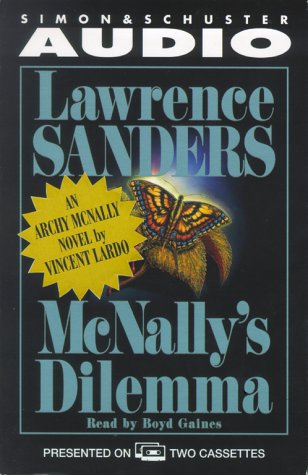 SIMON & SCHUSTER
AUDIO
Lawrence
SANDERS
AN
ARCHY MCNALLY
NOVEL by
VINCENT LARDO
McNally's
Dilemma
Read by Boyd Gaines
PRESENTED ON TWO CASSETTES